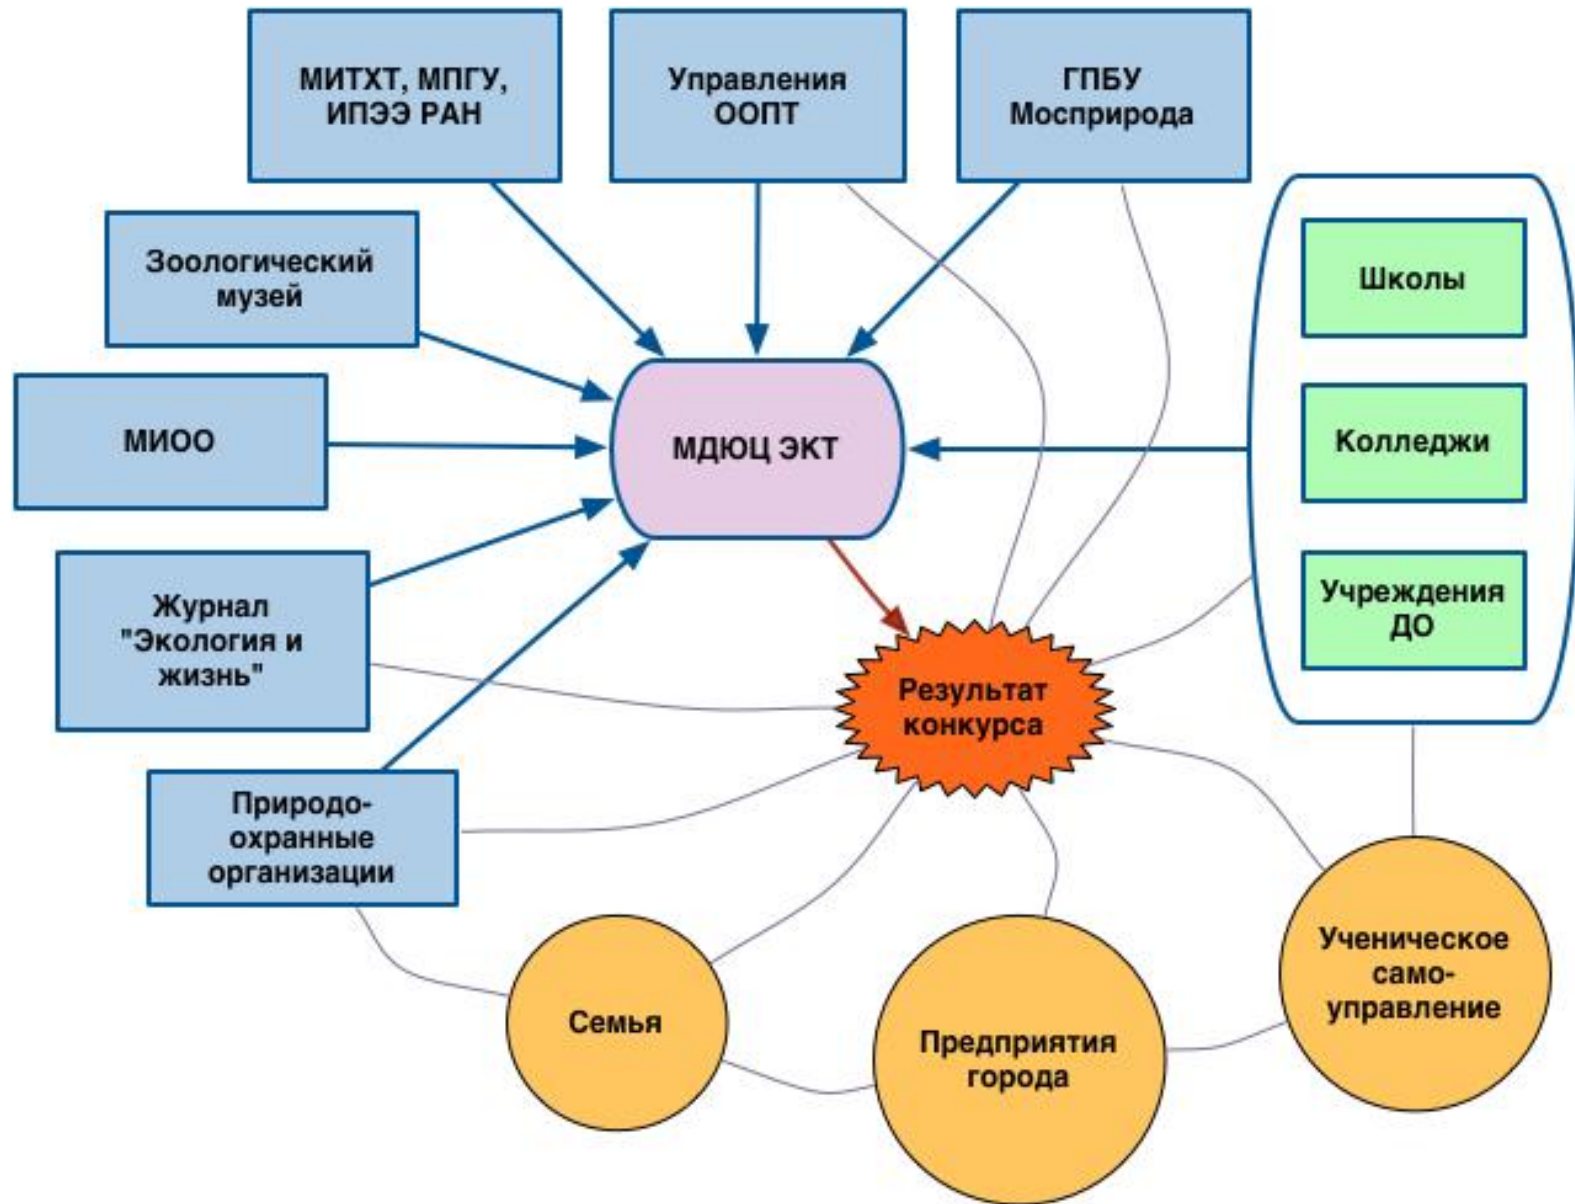 МИТХТ, МПГУ,
ИПЭЭ РАН
Управления
ООПТ
ГПБУ
Мосприрода
Зоологический
музей
Школы
МИОО
МДЮЦ ЭКТ
Колледжи
Журнал
"Экология и
жизнь"
Учреждения
ДО
Результат
конкурса
Природо-
охранные
организации
Семья
Предприятия
города
Ученическое
само-
управление